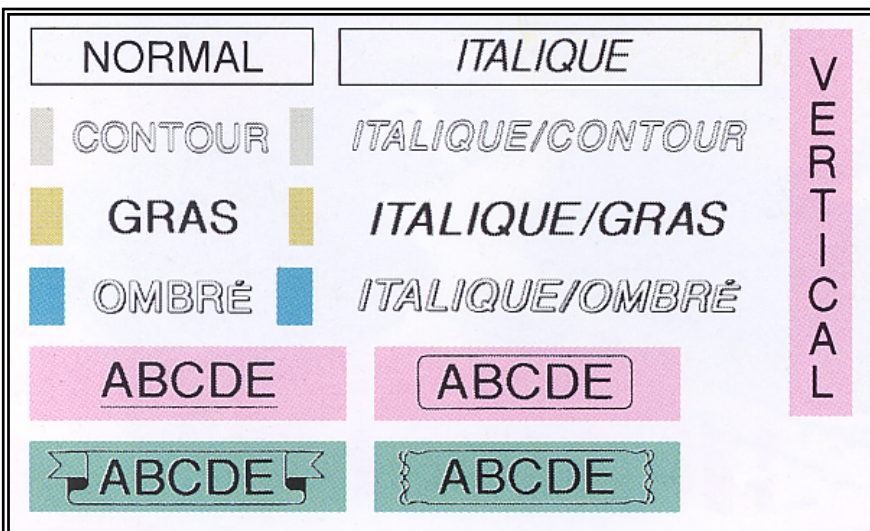 NORMAL ITALIQUE
CONTOUR ITALIQUE/CONTOUR
GRAS ITALIQUE/GRAS
OMBRÉ ITALIQUE/OMBRÉ
ABCDE ABCDE
ABCDE ABCDE
VERTICAL